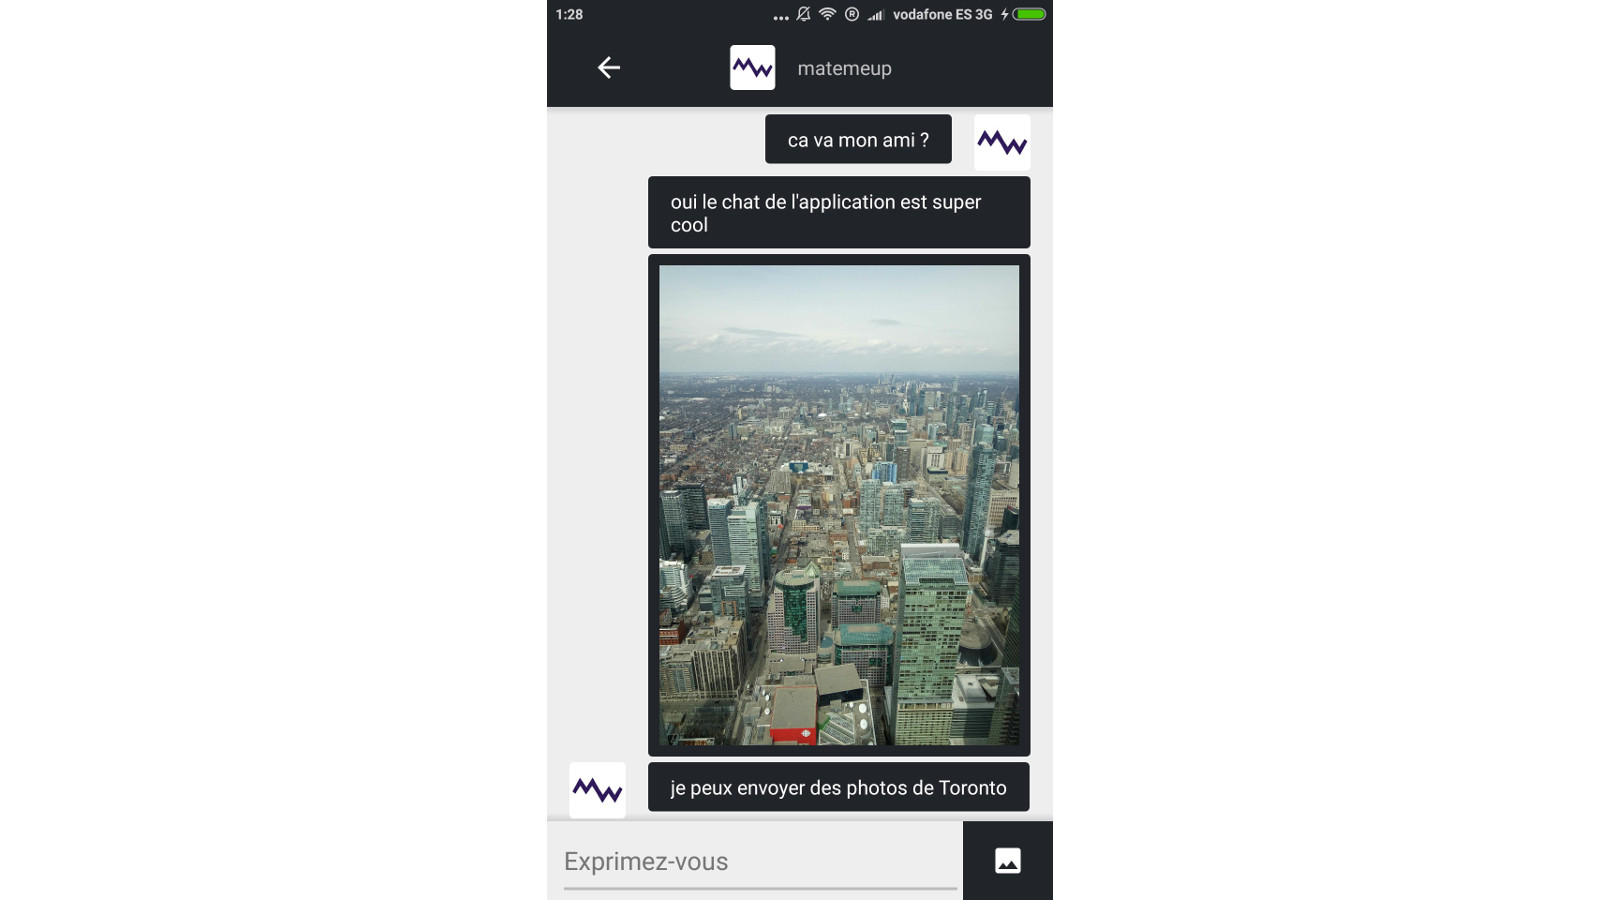 1:28
vodafone ES 3G
matemeup
ca va mon ami ?
oui le chat de l'application est super
cool
je peux envoyer des photos de Toronto
Exprimez-vous